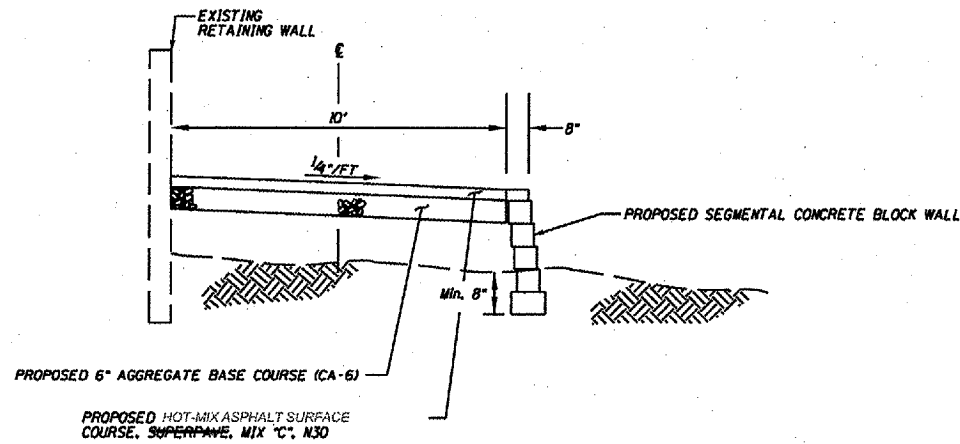 EXISTING
RETAINING WALL
℄
10'
8"
1/4"/FT
PROPOSED SEGMENTAL CONCRETE BLOCK WALL
Min. 8"
PROPOSED 6" AGGREGATE BASE COURSE (CA-6)
PROPOSED HOT-MIX ASPHALT SURFACE
COURSE, SUPERPAVE, MIX "C", N30